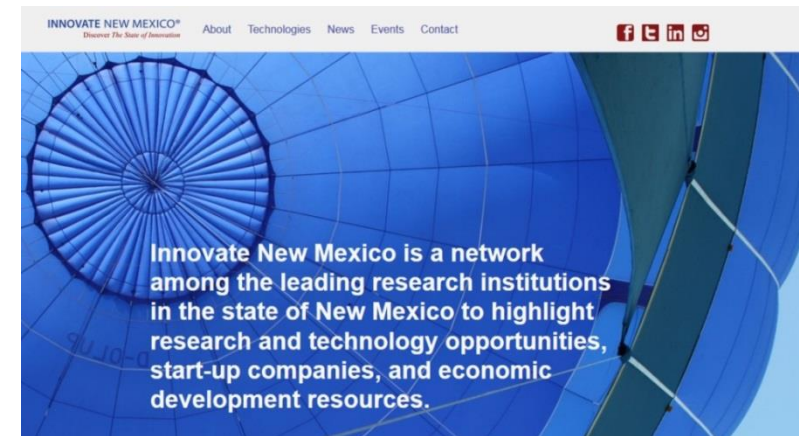 INNOVATE NEW MEXICO®
Discover The State of Innovation
About Technologies News Events Contact
Innovate New Mexico is a network
among the leading research institutions
in the state of New Mexico to highlight
research and technology opportunities,
start-up companies, and economic
development resources.